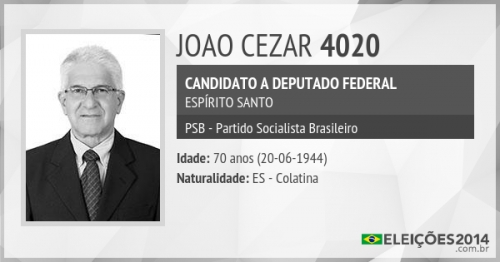 JOAO CEZAR 4020
CANDIDATO A DEPUTADO FEDERAL
ESPÍRITO SANTO
PSB - Partido Socialista Brasileiro
Idade: 70 anos (20-06-1944)
Naturalidade: ES - Colatina
ELEIÇÕES2014
.com.br